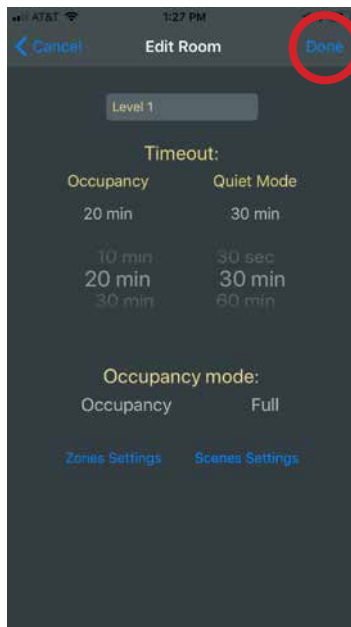 AT&T 1:27 PM
Cancel Edit Room Done
Level 1
Timeout:
Occupancy Quiet Mode
20 min 30 min
10 min 30 sec
20 min 30 min
30 min 60 min
Occupancy mode:
Occupancy Full
Zones Settings Scenes Settings